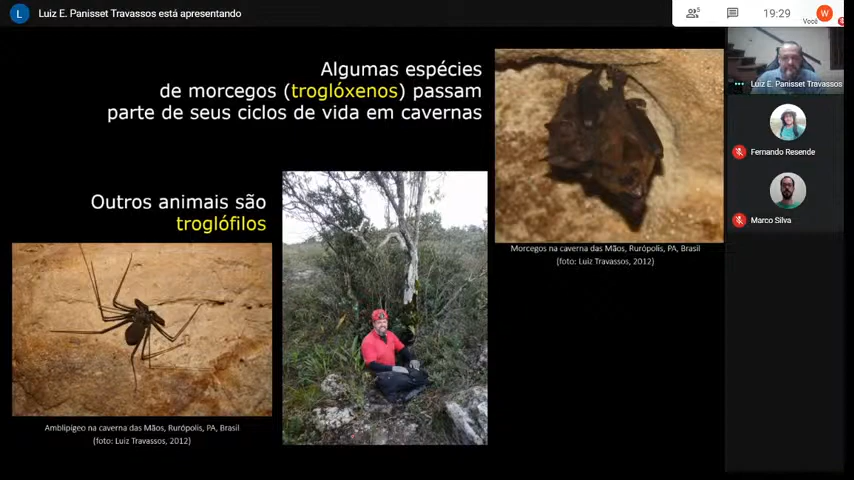 L Luiz E. Panisset Travassos está apresentando
5
19:29
W
Você
Algumas espécies
de morcegos (troglóxenos) passam
parte de seus ciclos de vida em cavernas
Outros animais são
troglófilos
Morcegos na caverna das Mãos, Rurópolis, PA, Brasil
(foto: Luiz Travassos, 2012)
Amblipígeo na caverna das Mãos, Rurópolis, PA, Brasil
(foto: Luiz Travassos, 2012)
Luiz E. Panisset Travassos
Fernando Resende
Marco Silva